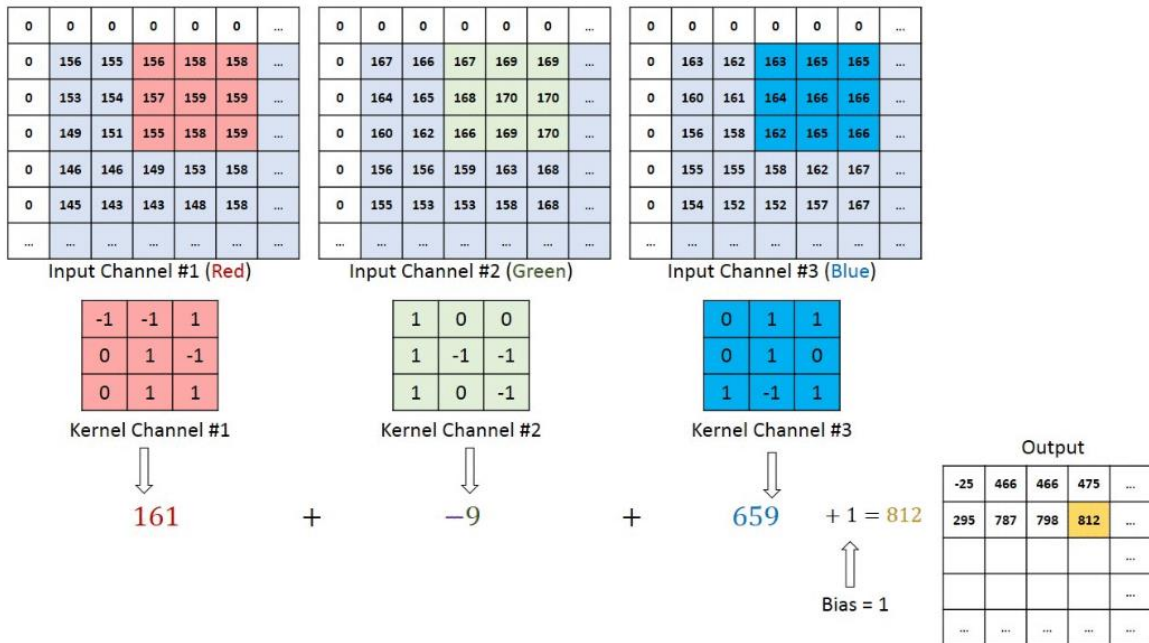 0 0 0 0 0 0 ...
0 156 155 156 158 158 ...
0 153 154 157 159 159 ...
0 149 151 155 158 159 ...
0 146 146 149 153 158 ...
0 145 143 143 148 158 ...
... ... ... ... ... ... ...
Input Channel #1 (Red)
0 0 0 0 0 0 ...
0 167 166 167 169 169 ...
0 164 165 168 170 170 ...
0 160 162 166 169 170 ...
0 156 156 159 163 168 ...
0 155 153 153 158 168 ...
... ... ... ... ... ... ...
Input Channel #2 (Green)
0 0 0 0 0 0 ...
0 163 162 163 165 165 ...
0 160 161 164 166 166 ...
0 156 158 162 165 166 ...
0 155 155 158 162 167 ...
0 154 152 152 157 167 ...
... ... ... ... ... ... ...
Input Channel #3 (Blue)
-1 -1 1
0 1 -1
0 1 1
Kernel Channel #1
1 0 0
1 -1 -1
1 0 -1
Kernel Channel #2
0 1 1
0 1 0
1 -1 1
Kernel Channel #3
161 + −9 + 659 + 1 = 812
Bias = 1
Output
-25 466 466 475 ...
295 787 798 812 ...
...
...
... ... ... ... ...